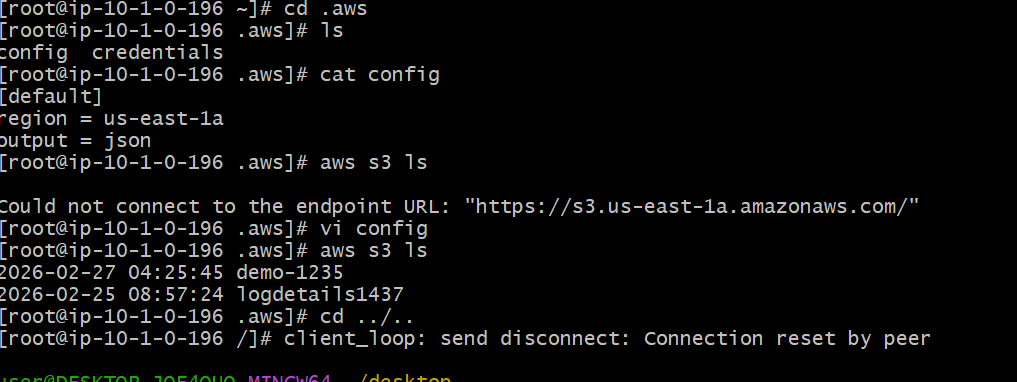 [root@ip-10-1-0-196 ~]# cd .aws
[root@ip-10-1-0-196 .aws]# ls
config  credentials
[root@ip-10-1-0-196 .aws]# cat config
[default]
region = us-east-1a
output = json
[root@ip-10-1-0-196 .aws]# aws s3 ls

Could not connect to the endpoint URL: "https://s3.us-east-1a.amazonaws.com/"
[root@ip-10-1-0-196 .aws]# vi config
[root@ip-10-1-0-196 .aws]# aws s3 ls
2026-02-27 04:25:45 demo-1235
2026-02-25 08:57:24 logdetails1437
[root@ip-10-1-0-196 .aws]# cd ../..
[root@ip-10-1-0-196 /]# client_loop: send disconnect: Connection reset by peer